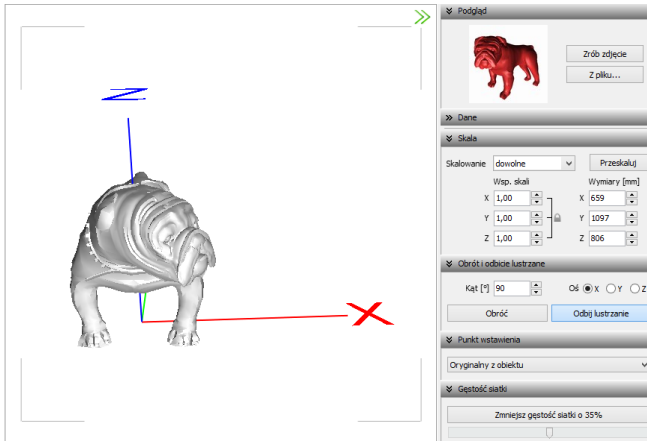 Podgląd
Zrób zdjęcie
Z pliku...
Dane
Skala
Skalowanie dowolne Przeskaluj
Wsp. skali Wymiary [mm]
X 1,00 X 659
Y 1,00 Y 1097
Z 1,00 Z 806
Obrót i odbicie lustrzane
Kąt [º] 90 Oś X Y Z
Obróć Odbij lustrzanie
Punkt wstawienia
Oryginalny z obiektu
Gęstość siatki
Zmniejsz gęstość siatki o 35%
Z
X